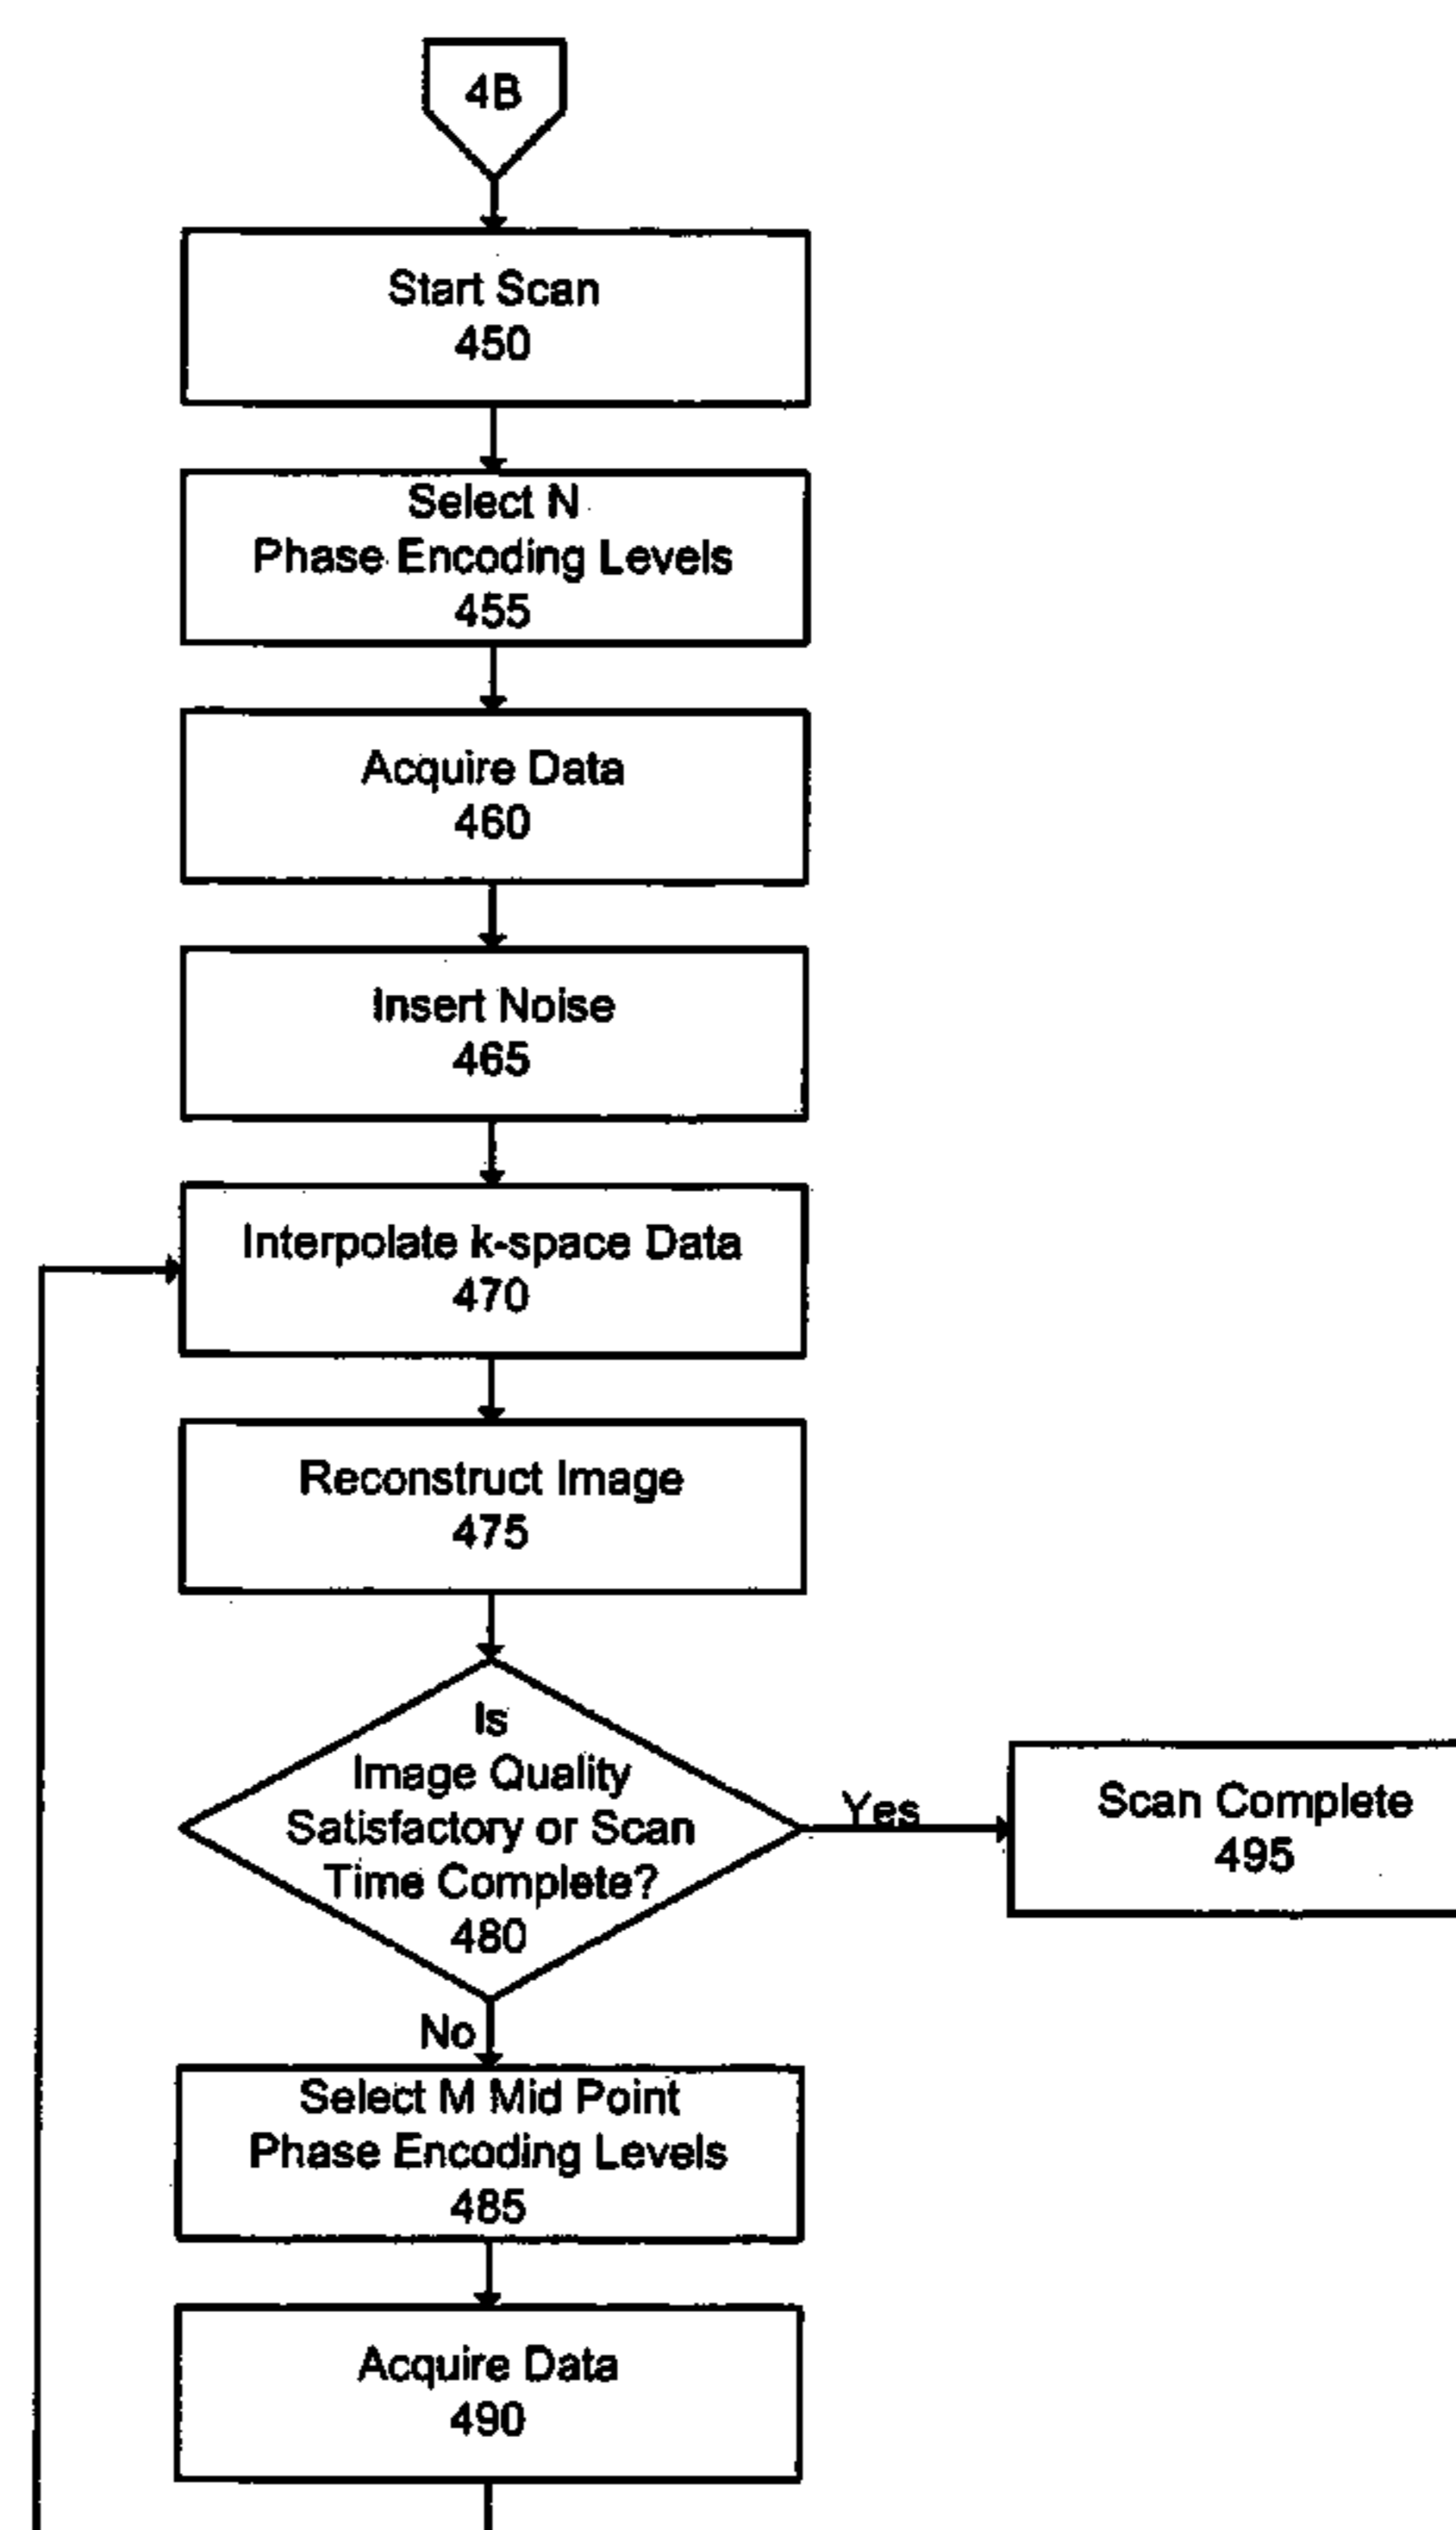 4B
Start Scan
450
Select N
Phase Encoding Levels
455
Acquire Data
460
Insert Noise
465
Interpolate k-space Data
470
Reconstruct Image
475
Is
Image Quality
Satisfactory or Scan
Time Complete?
480
Yes
Scan Complete
495
No
Select M Mid Point
Phase Encoding Levels
485
Acquire Data
490